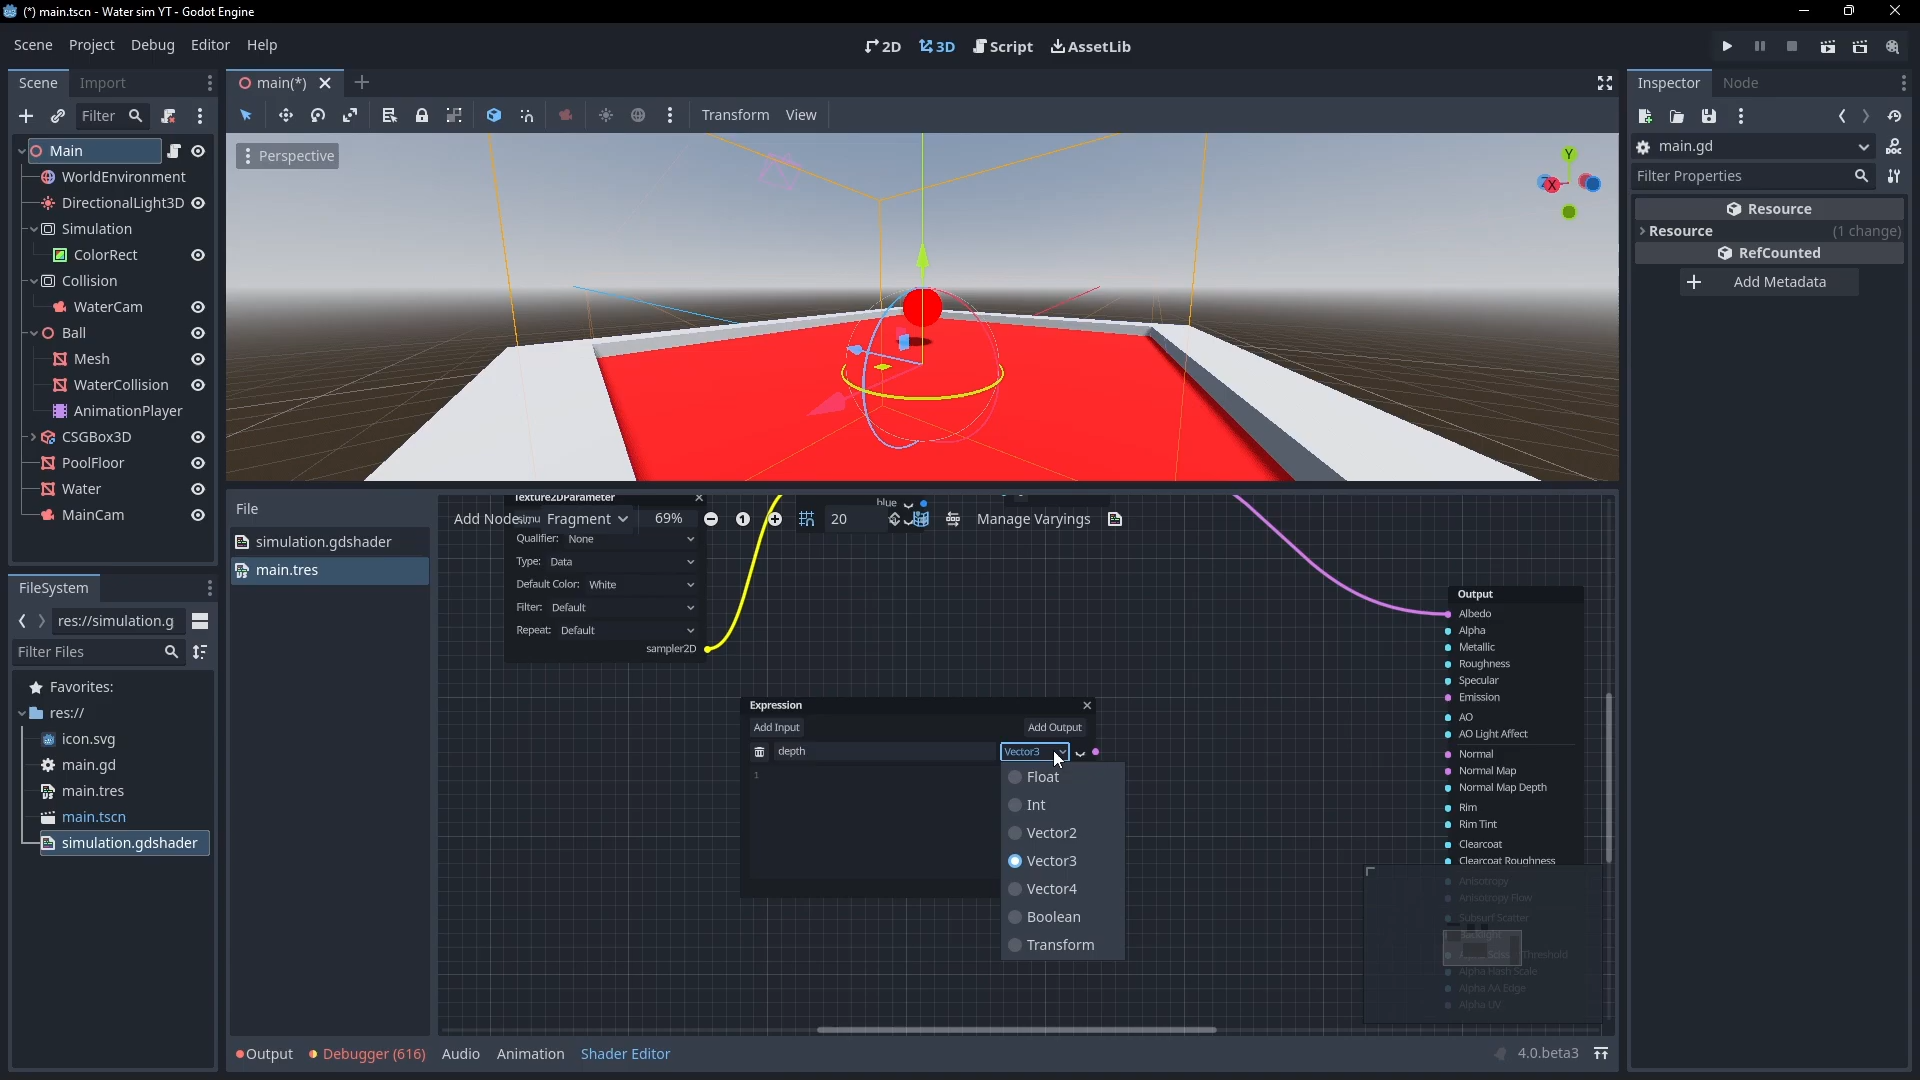 (*) main.tscn - Water sim YT - Godot Engine
Scene Project Debug Editor Help
2D 3D Script AssetLib
Scene Import
main(*)
Inspector Node
Filter
Transform View
Main
WorldEnvironment
DirectionalLight3D
Simulation
ColorRect
Collision
WaterCam
Ball
Mesh
WaterCollision
AnimationPlayer
CSGBox3D
PoolFloor
Water
MainCam
Perspective
Y
Z X
main.gd
Filter Properties
Resource
Resource (1 change)
RefCounted
Add Metadata
FileSystem
res://simulation.g
Filter Files
Favorites:
res://
icon.svg
main.gd
main.tres
main.tscn
simulation.gdshader
File
simulation.gdshader
main.tres
Texture2DParameter
blue
Add Node... Fragment 69% 1 20 Manage Varyings
Qualifier: None
Type: Data
Default Color: White
Filter: Default
Repeat: Default
sampler2D
Expression
Add Input Add Output
depth Vector3
1
Float
Int
Vector2
Vector3
Vector4
Boolean
Transform
Output
Albedo
Alpha
Metallic
Roughness
Specular
Emission
AO
AO Light Affect
Normal
Normal Map
Normal Map Depth
Rim
Rim Tint
Clearcoat
Clearcoat Roughness
Anisotropy
Anisotropy Flow
Subsurf Scatter
Alpha Hash Scale
Alpha AA Edge
Alpha UV
Output Debugger (616) Audio Animation Shader Editor
4.0.beta3